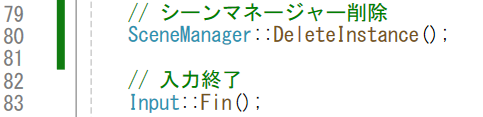 79 // シーンマネージャー削除
80 SceneManager::DeleteInstance();
81
82 // 入力終了
83 Input::Fin();